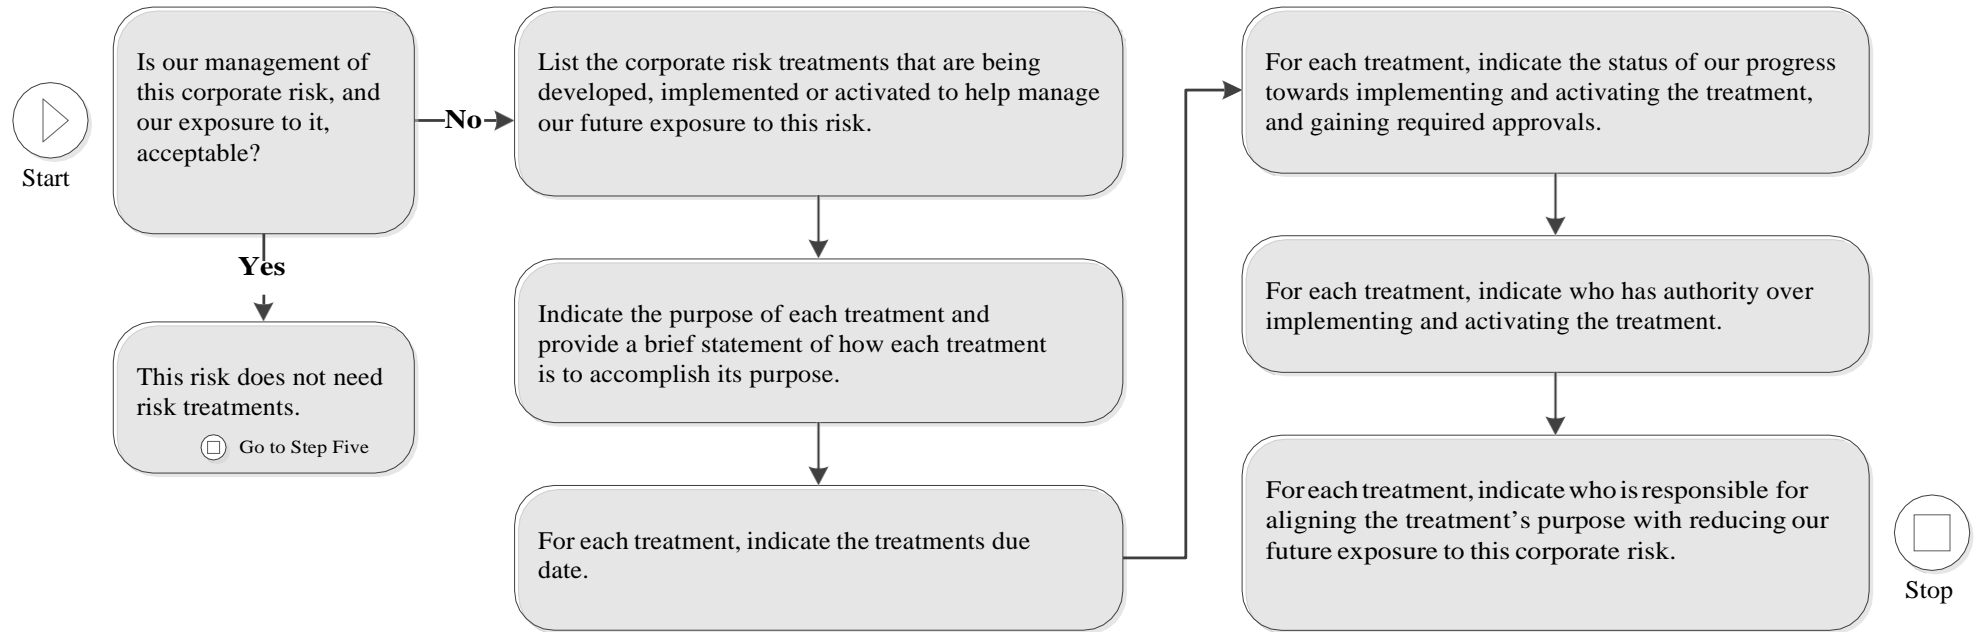 Start
Is our management of
this corporate risk, and
our exposure to it,
acceptable?
No
Yes
This risk does not need
risk treatments.
Go to Step Five
List the corporate risk treatments that are being
developed, implemented or activated to help manage
our future exposure to this risk.
Indicate the purpose of each treatment and
provide a brief statement of how each treatment
is to accomplish its purpose.
For each treatment, indicate the treatments due
date.
For each treatment, indicate the status of our progress
towards implementing and activating the treatment,
and gaining required approvals.
For each treatment, indicate who has authority over
implementing and activating the treatment.
For each treatment, indicate who is responsible for
aligning the treatment’s purpose with reducing our
future exposure to this corporate risk.
Stop